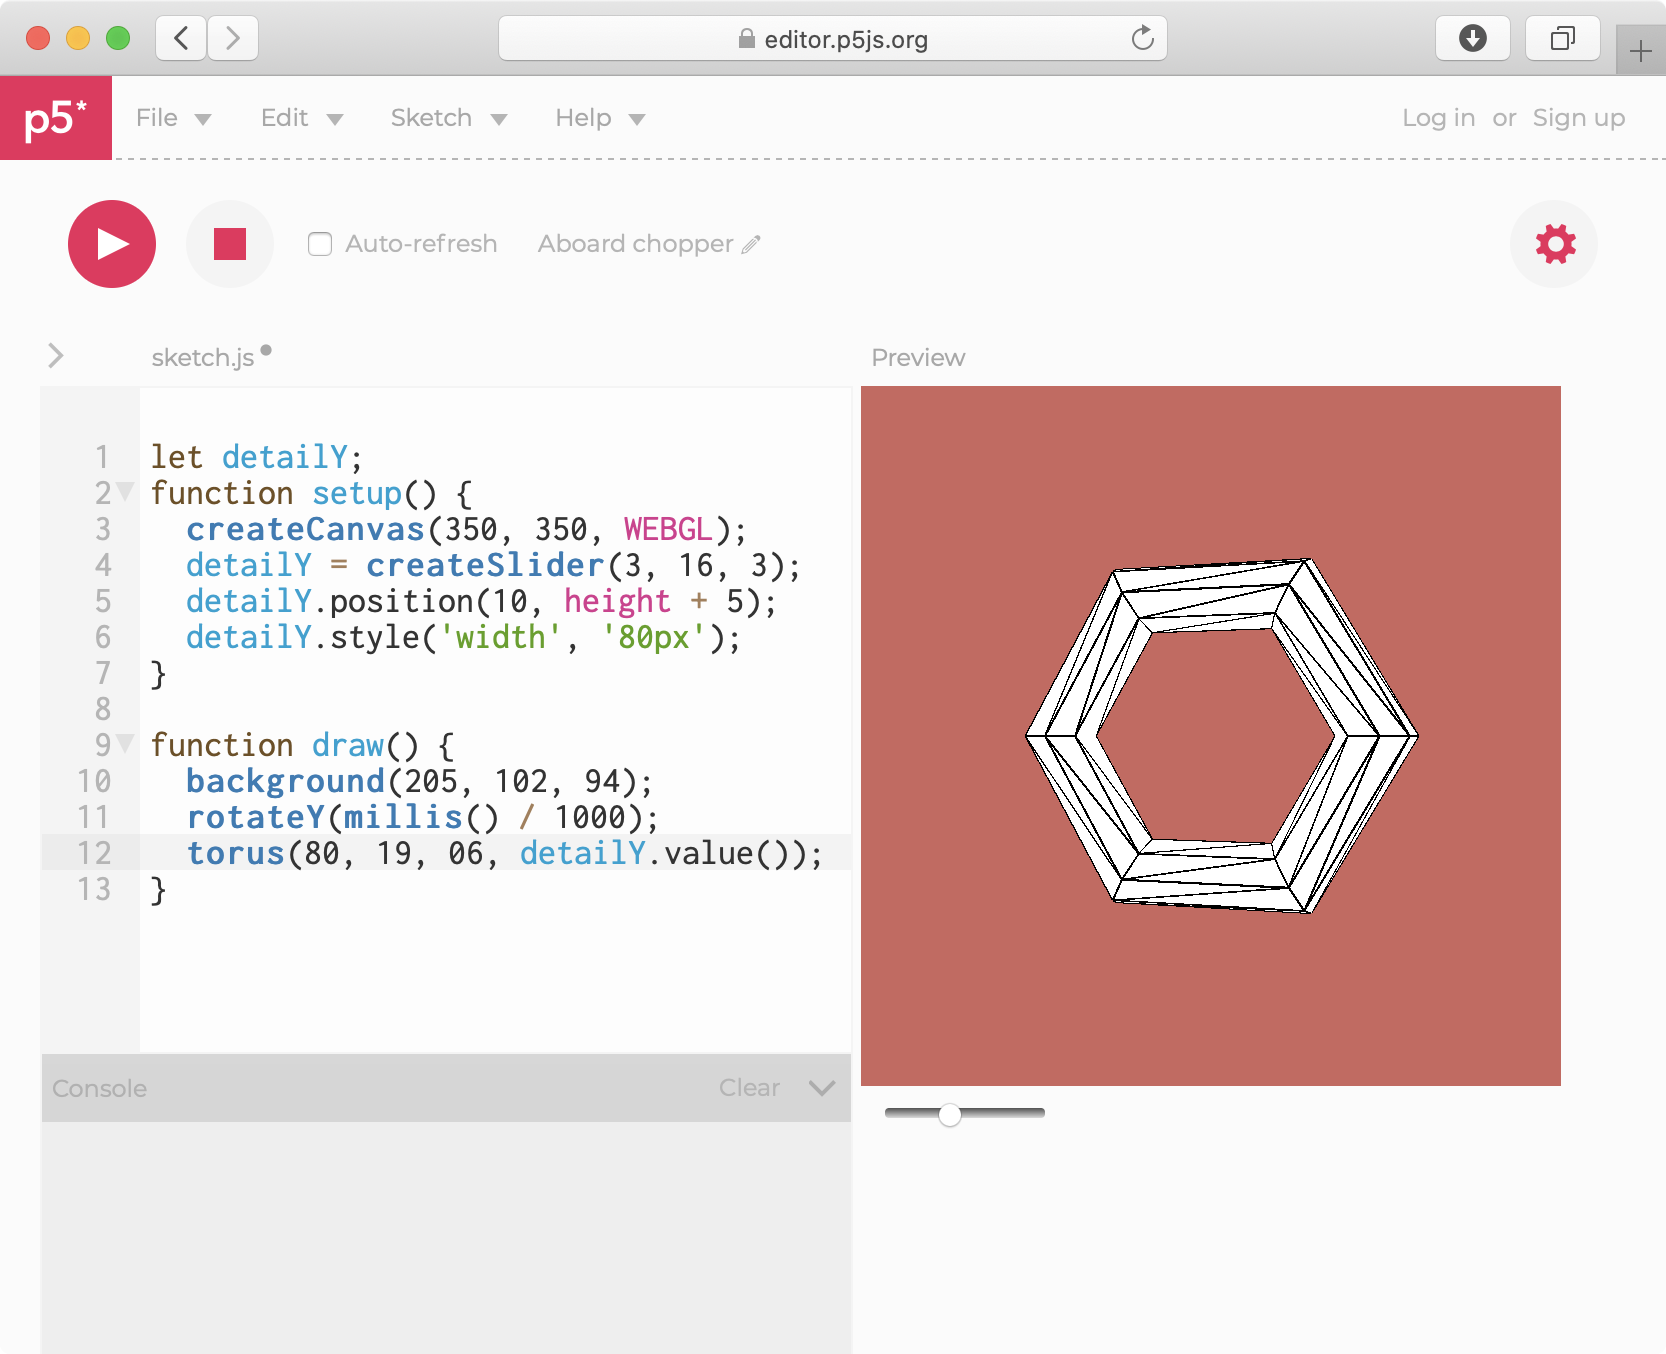 editor.p5js.org
p5*
File Edit Sketch Help Log in or Sign up
Auto-refresh Aboard chopper
sketch.js Preview
1 let detailY;
2 function setup() {
3 createCanvas(350, 350, WEBGL);
4 detailY = createSlider(3, 16, 3);
5 detailY.position(10, height + 5);
6 detailY.style('width', '80px');
7 }
8
9 function draw() {
10 background(205, 102, 94);
11 rotateY(millis() / 1000);
12 torus(80, 19, 06, detailY.value());
13 }
Console Clear